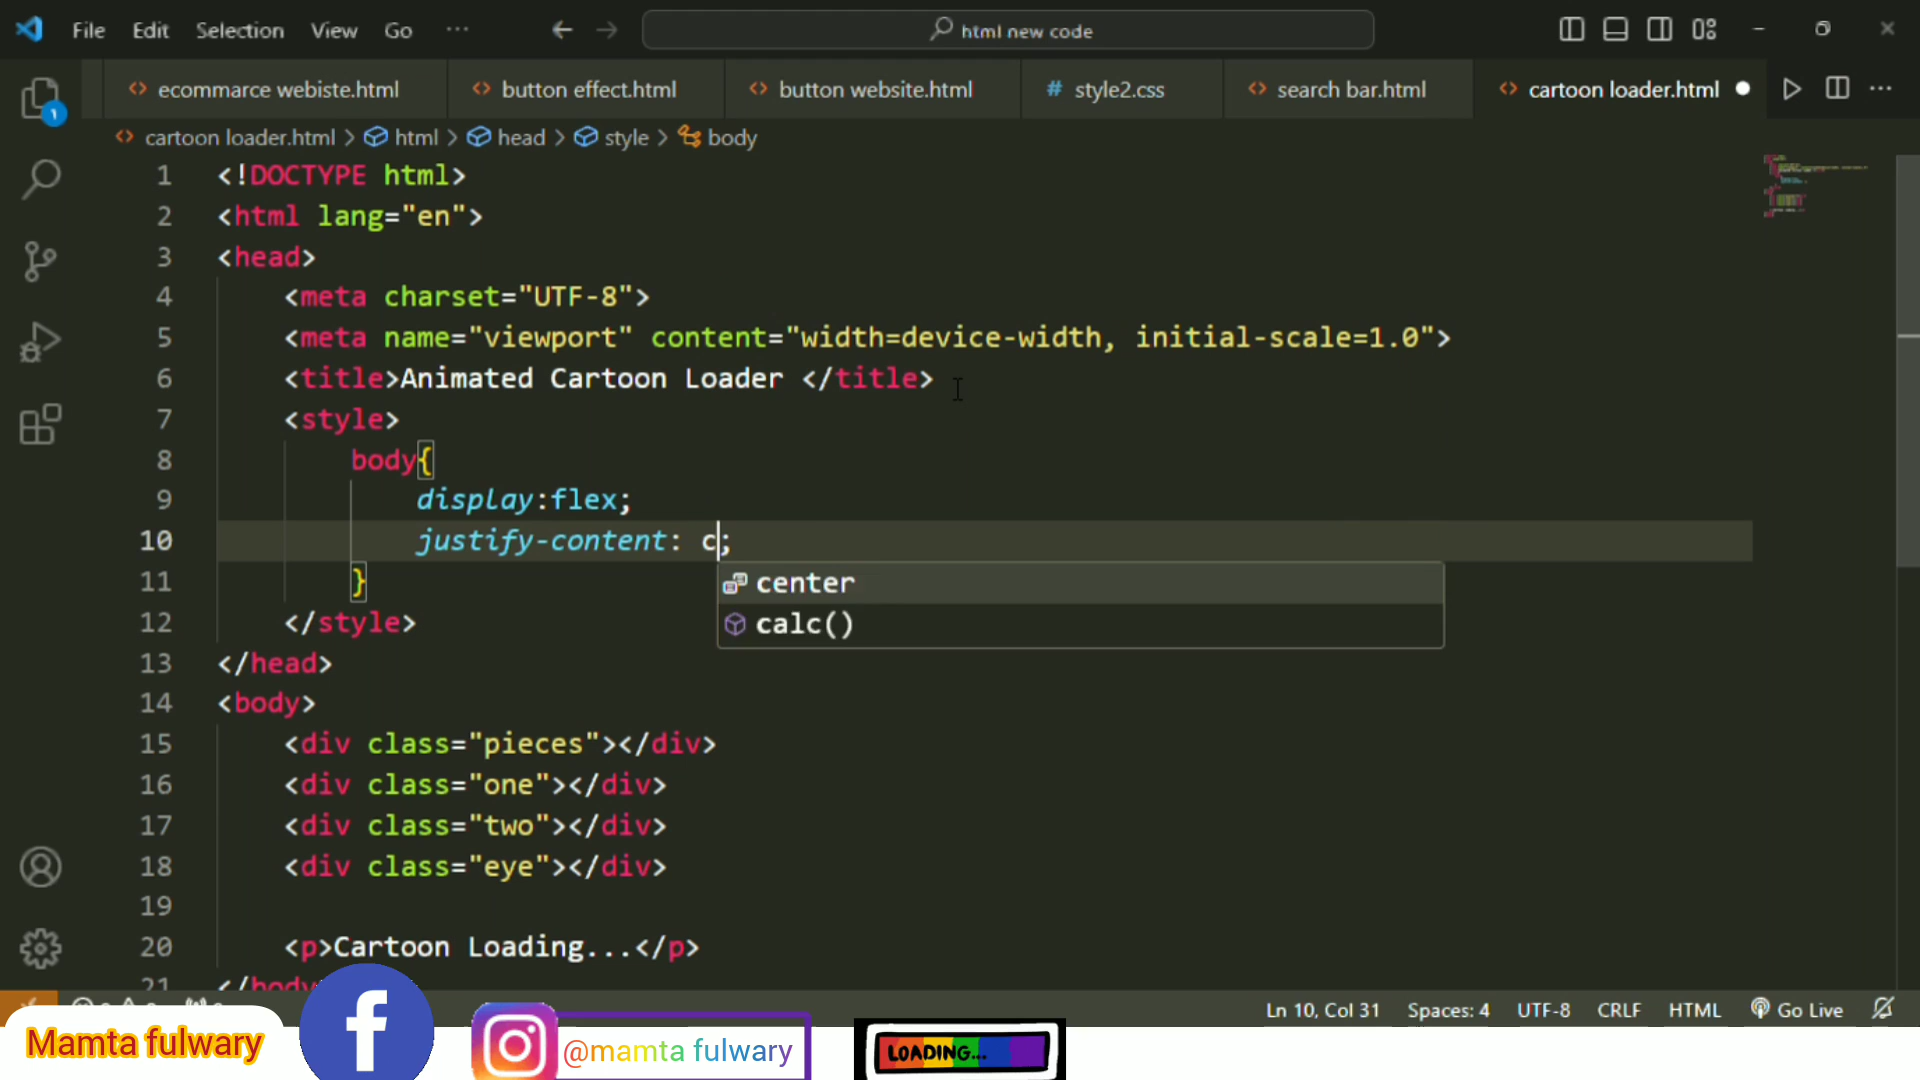 File Edit Selection View Go ··· html new code
ecommarce webiste.html button effect.html button website.html # style2.css search bar.html cartoon loader.html
cartoon loader.html > html > head > style > body
1 <!DOCTYPE html>
2 <html lang="en">
3 <head>
4 <meta charset="UTF-8">
5 <meta name="viewport" content="width=device-width, initial-scale=1.0">
6 <title>Animated Cartoon Loader </title>
7 <style>
8 body{
9 display:flex;
10 justify-content: c;
center
11 }
calc()
12 </style>
13 </head>
14 <body>
15 <div class="pieces"></div>
16 <div class="one"></div>
17 <div class="two"></div>
18 <div class="eye"></div>
19
20 <p>Cartoon Loading...</p>
21 </body
Ln 10, Col 31 Spaces: 4 UTF-8 CRLF HTML Go Live
Mamta fulwary f @mamta fulwary LOADING...
1